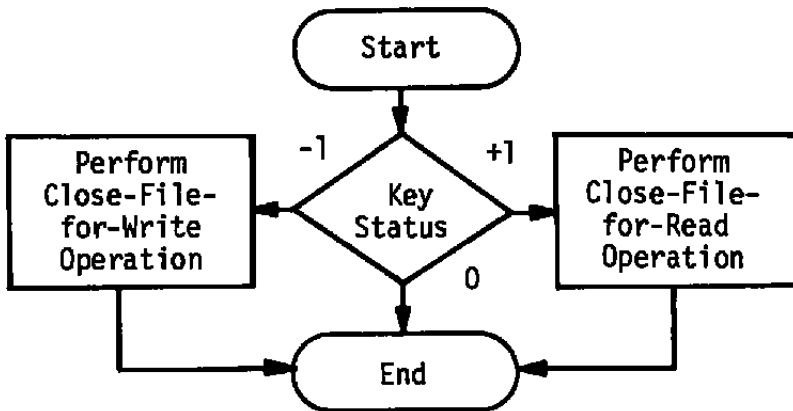 Start
-1
+1
Perform
Close-File-
for-Write
Operation
Key
Status
Perform
Close-File-
for-Read
Operation
0
End